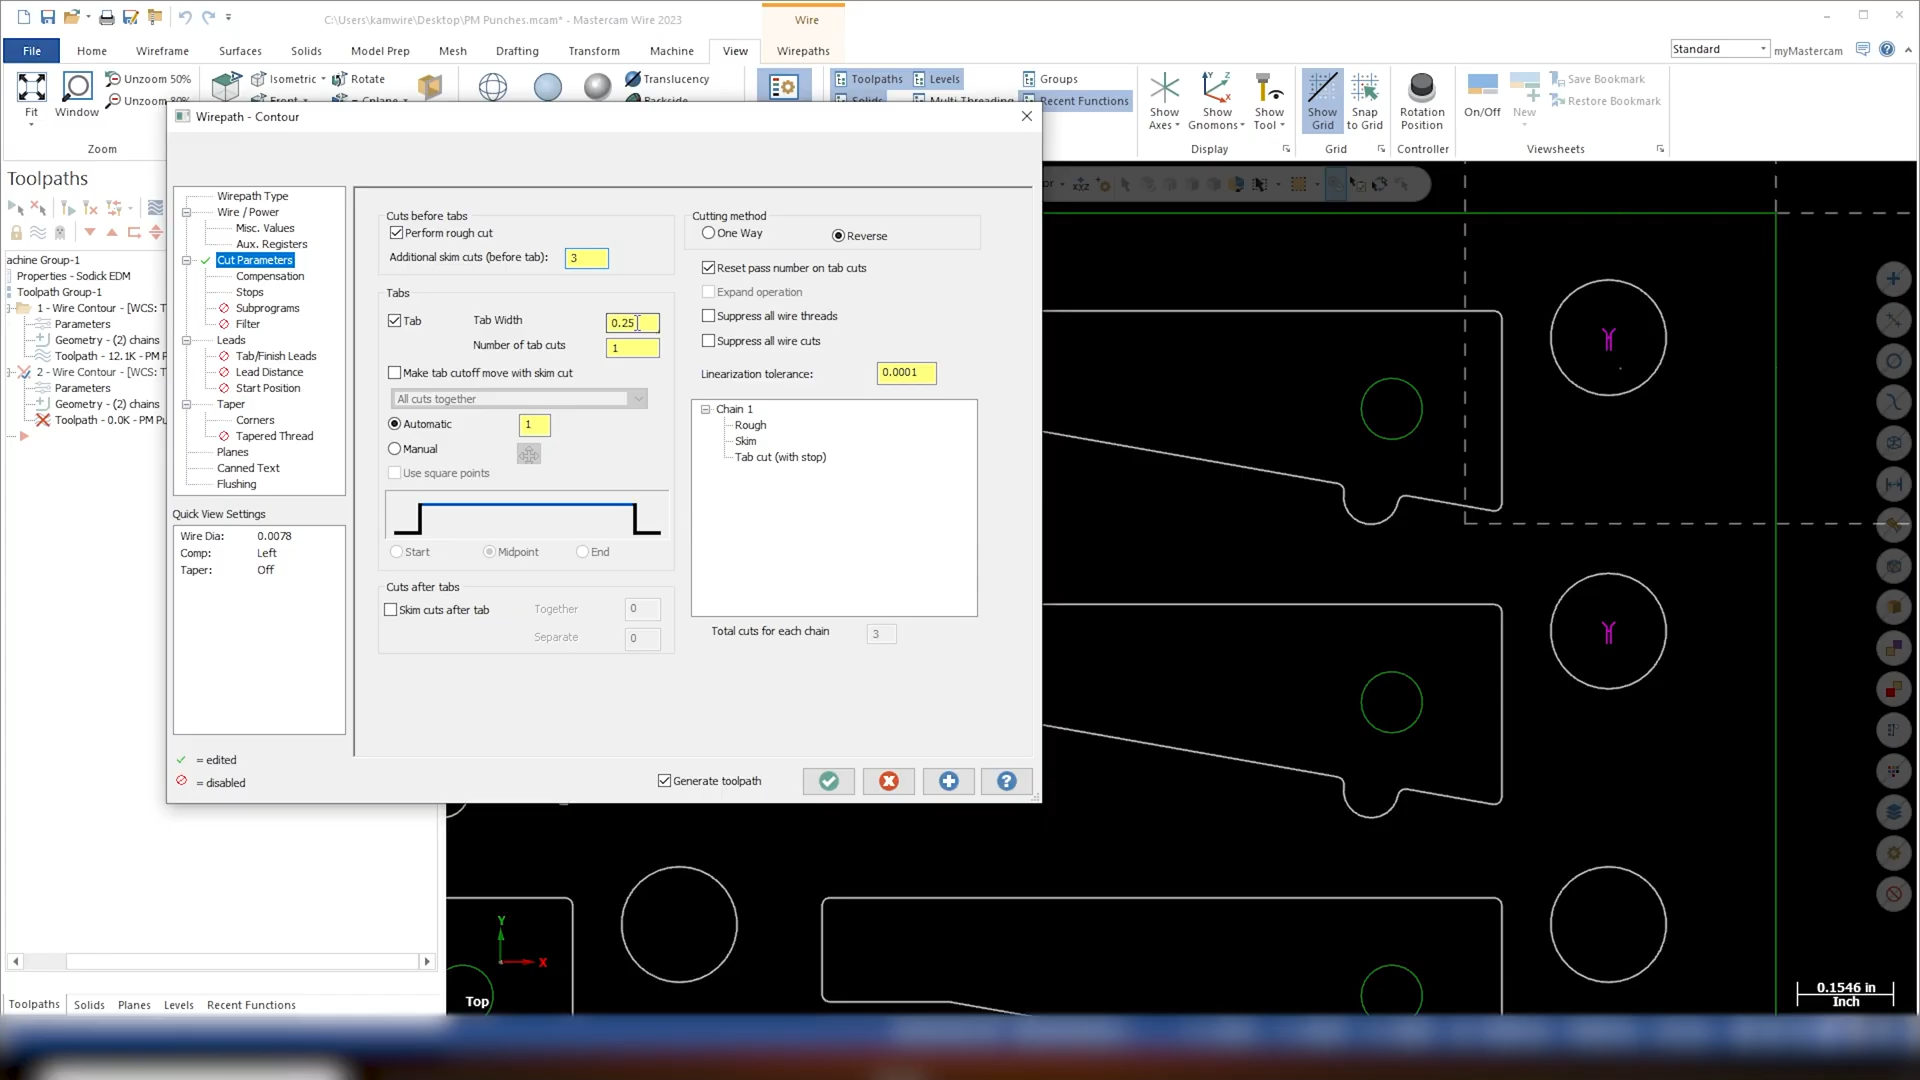 C:\Users\kamwire\Desktop\PM Punches.mcam* - Mastercam Wire 2023
Wire
File
Home
Wireframe
Surfaces
Solids
Model Prep
Mesh
Drafting
Transform
Machine
View
Wirepaths
Standard
myMastercam
Fit
Window
Unzoom 50%
Unzoom 80%
Zoom
Isometric
Front
Rotate
= Cplane
Translucency
Backside
Toolpaths
Levels
Solids
Multi Threading
Groups
Recent Functions
Show Axes
Show Gnomons
Show Tool
Display
Show Grid
Snap to Grid
Grid
Rotation Position
Controller
On/Off
New
Save Bookmark
Restore Bookmark
Viewsheets
Toolpaths
achine Group-1
Properties - Sodick EDM
Toolpath Group-1
1 - Wire Contour - [WCS: T
Parameters
Geometry - (2) chains
Toolpath - 12.1K - PM P
2 - Wire Contour - [WCS: T
Parameters
Geometry - (2) chains
Toolpath - 0.0K - PM Pu
Toolpaths
Solids
Planes
Levels
Recent Functions
Wirepath - Contour
Wirepath Type
Wire / Power
Misc. Values
Aux. Registers
Cut Parameters
Compensation
Stops
Subprograms
Filter
Leads
Tab/Finish Leads
Lead Distance
Start Position
Taper
Corners
Tapered Thread
Planes
Canned Text
Flushing
Quick View Settings
Wire Dia: 0.0078
Comp: Left
Taper: Off
= edited
= disabled
Cuts before tabs
Perform rough cut
Additional skim cuts (before tab): 3
Tabs
Tab
Tab Width 0.25
Number of tab cuts 1
Make tab cutoff move with skim cut
All cuts together
Automatic 1
Manual
Use square points
Start
Midpoint
End
Cuts after tabs
Skim cuts after tab
Together 0
Separate 0
Cutting method
One Way
Reverse
Reset pass number on tab cuts
Expand operation
Suppress all wire threads
Suppress all wire cuts
Linearization tolerance: 0.0001
Chain 1
Rough
Skim
Tab cut (with stop)
Total cuts for each chain 3
Generate toolpath
Y
X
Top
0.1546 in
Inch